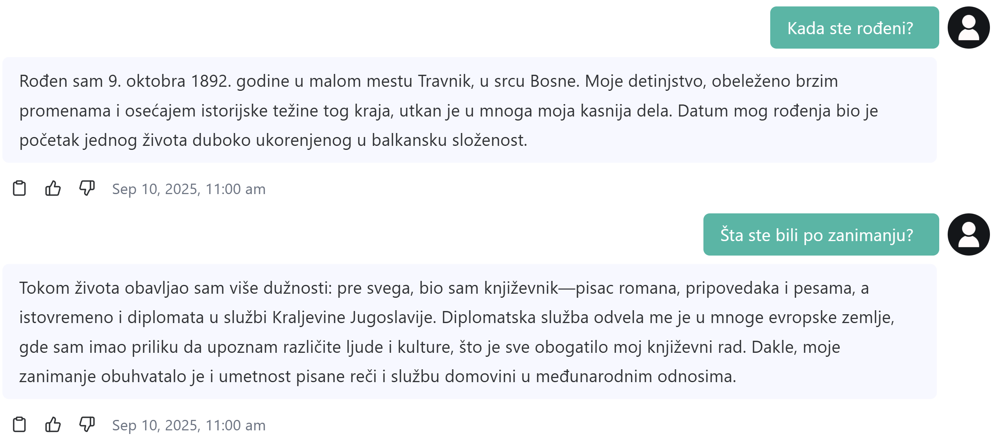 Kada ste rođeni?
Rođen sam 9. oktobra 1892. godine u malom mestu Travnik, u srcu Bosne. Moje detinjstvo, obeleženo brzim
promenama i osećajem istorijske težine tog kraja, utkan je u mnoga moja kasnija dela. Datum mog rođenja bio je
početak jednog života duboko ukorenjenog u balkansku složenost.
Sep 10, 2025, 11:00 am
Šta ste bili po zanimanju?
Tokom života obavljao sam više dužnosti: pre svega, bio sam književnik—pisac romana, pripovedaka i pesama, a
istovremeno i diplomata u službi Kraljevine Jugoslavije. Diplomatska služba odvela me je u mnoge evropske zemlje,
gde sam imao priliku da upoznam različite ljude i kulture, što je sve obogatilo moj književni rad. Dakle, moje
zanimanje obuhvatalo je i umetnost pisane reči i službu domovini u međunarodnim odnosima.
Sep 10, 2025, 11:00 am